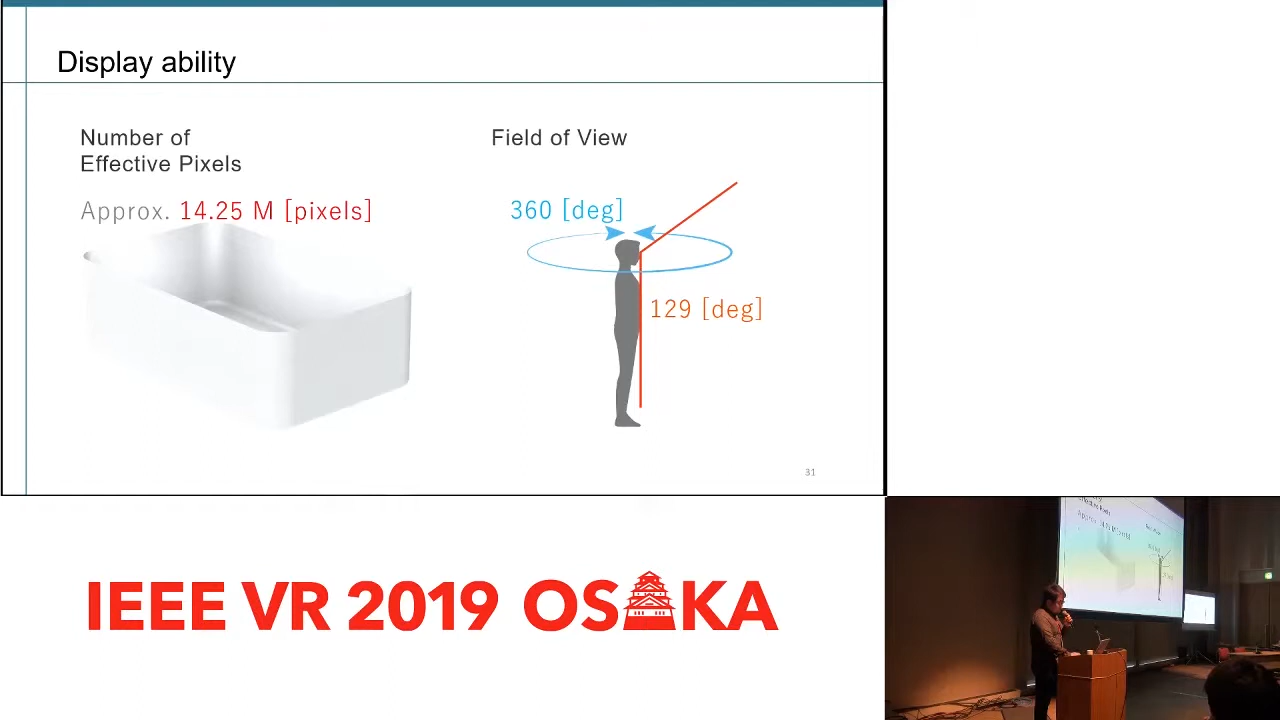 Display ability
Number of
Effective Pixels
Approx. 14.25 M [pixels]
Field of View
360 [deg]
129 [deg]
31
IEEE VR 2019 OSAKA